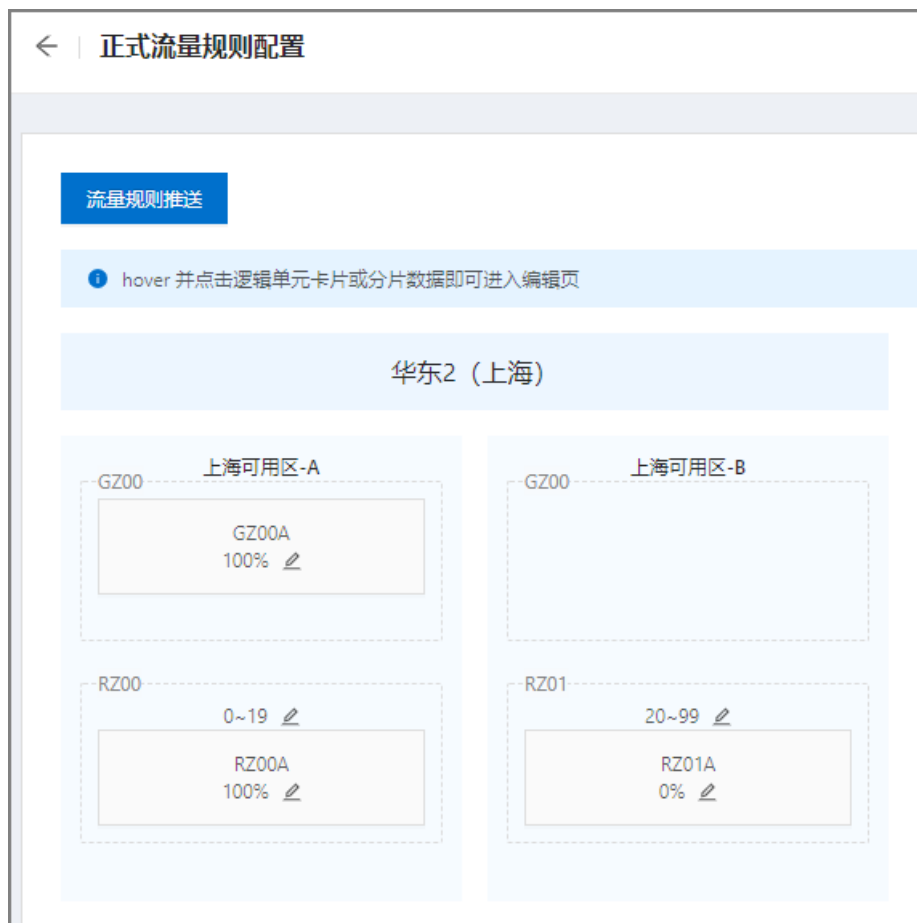 正式流量规则配置
流量规则推送
hover 并点击逻辑单元卡片或分片数据即可进入编辑页
华东2（上海）
上海可用区-A
GZ00
GZ00A
100%
RZ00
0~19
RZ00A
100%
上海可用区-B
GZ00
RZ01
20~99
RZ01A
0%